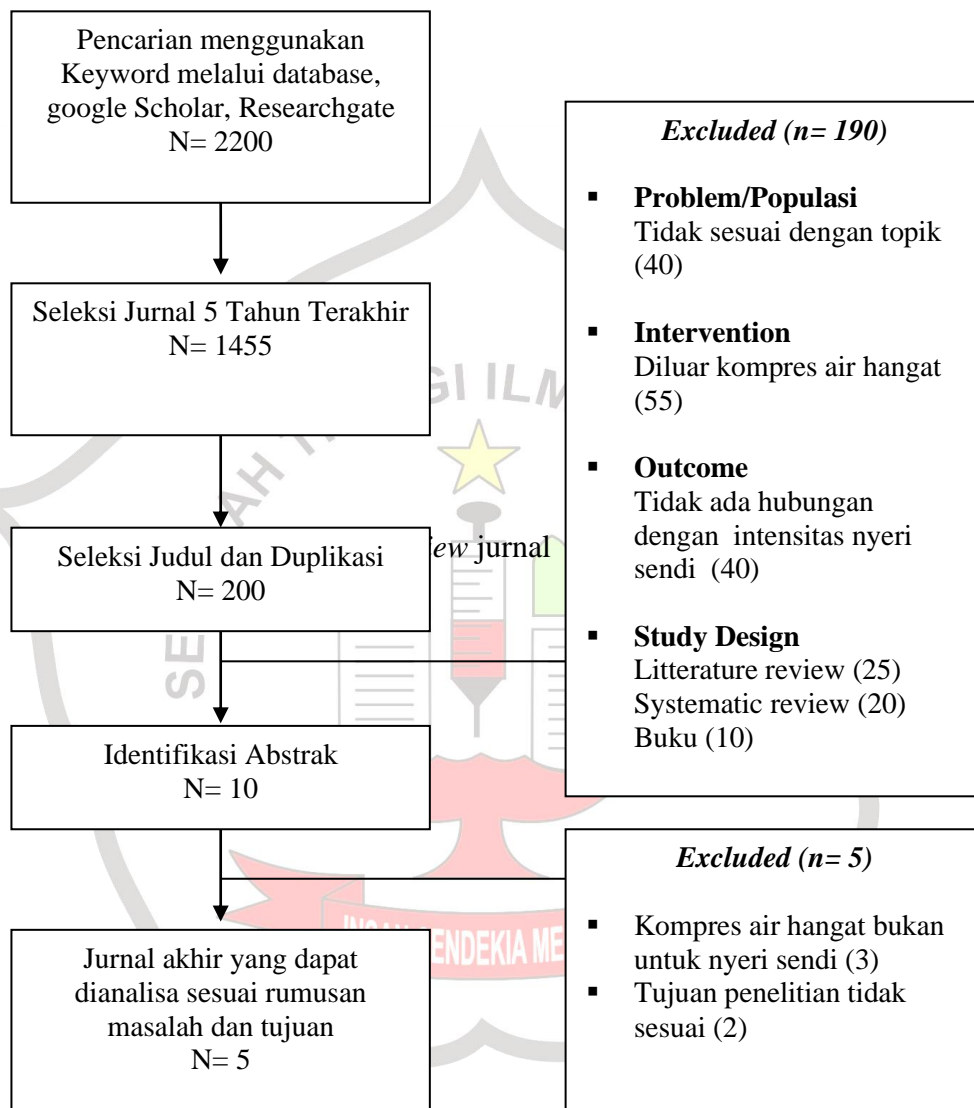 Pencarian menggunakan
Keyword melalui database,
google Scholar, Researchgate
N= 2200
Seleksi Jurnal 5 Tahun Terakhir
N= 1455
Seleksi Judul dan Duplikasi
N= 200
jurnal
Identifikasi Abstrak
N= 10
Jurnal akhir yang dapat
dianalisa sesuai rumusan
masalah dan tujuan
N= 5
Excluded (n= 190)
▪ Problem/Populasi
Tidak sesuai dengan topik
(40)
▪ Intervention
Diluar kompres air hangat
(55)
▪ Outcome
Tidak ada hubungan
dengan intensitas nyeri
sendi (40)
▪ Study Design
Litterature review (25)
Systematic review (20)
Buku (10)
Excluded (n= 5)
▪ Kompres air hangat bukan
untuk nyeri sendi (3)
▪ Tujuan penelitian tidak
sesuai (2)